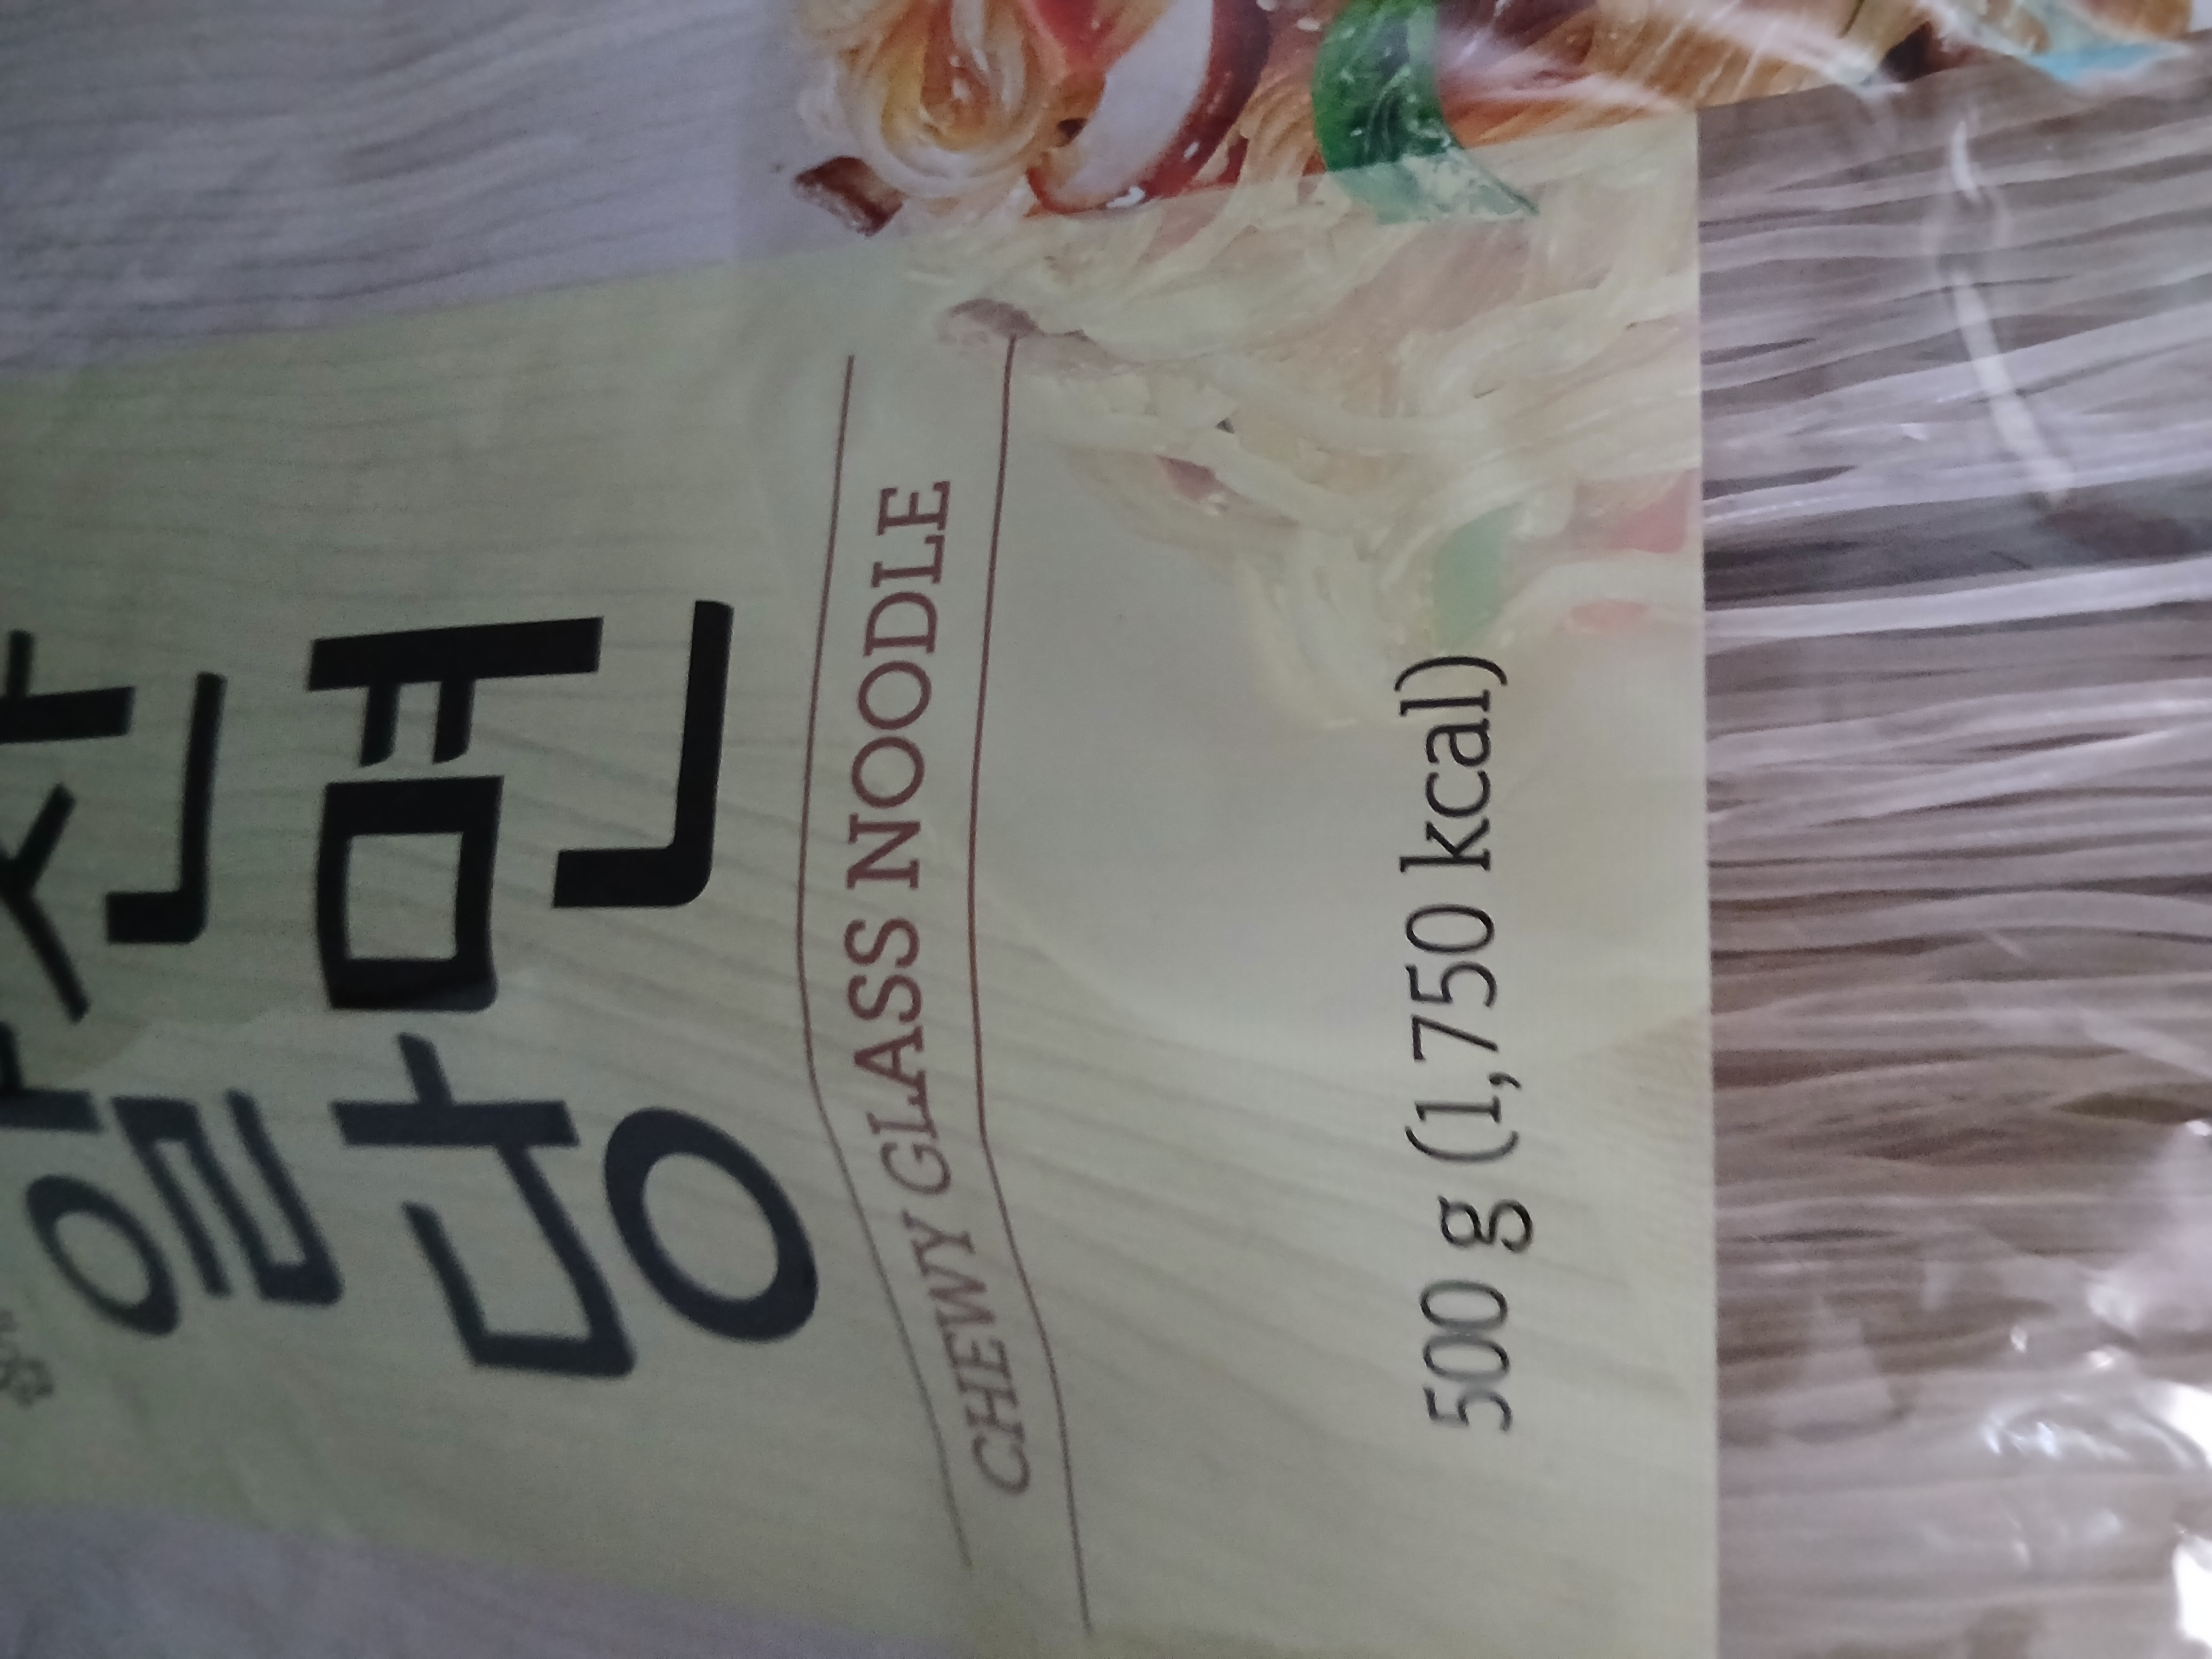 당면
CHEWY GLASS NOODLE
500 g (1,750 kcal)